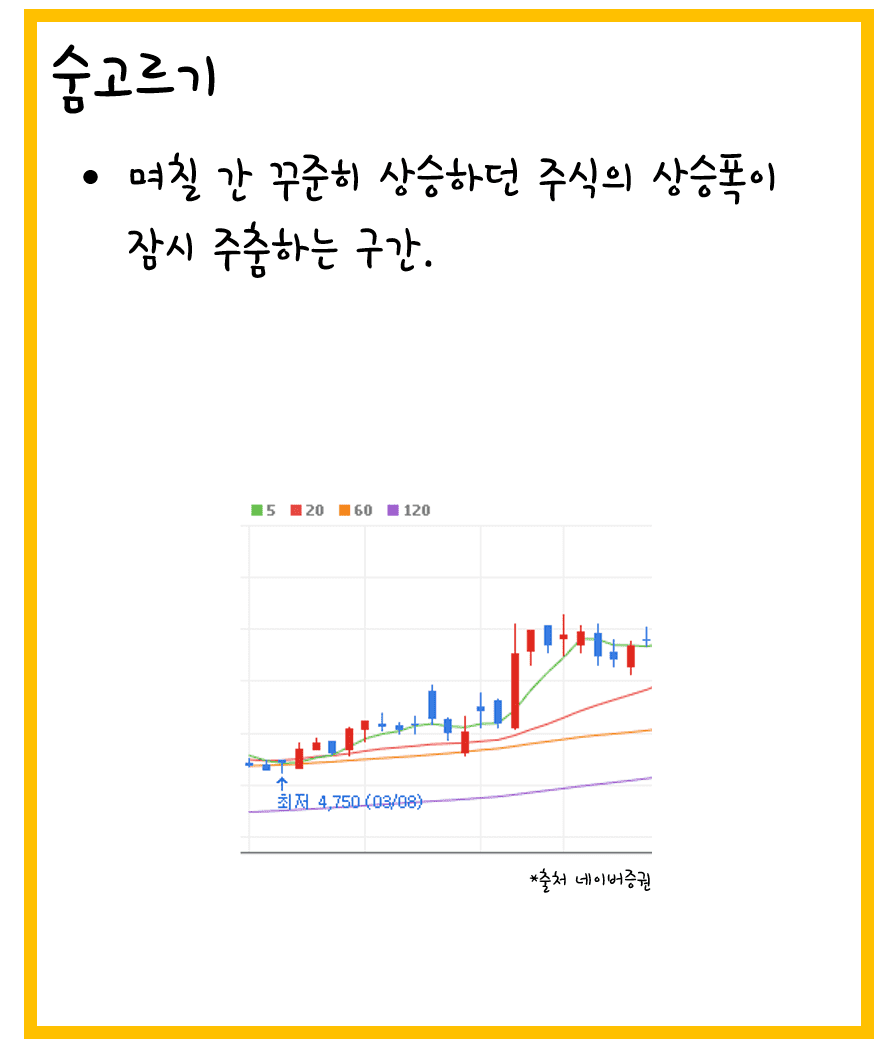 숨고르기
• 며칠 간 꾸준히 상승하던 주식의 상승폭이
잠시 주춤하는 구간.
5 20 60 120
최저 4,750 (03/08)
*출처 네이버증권